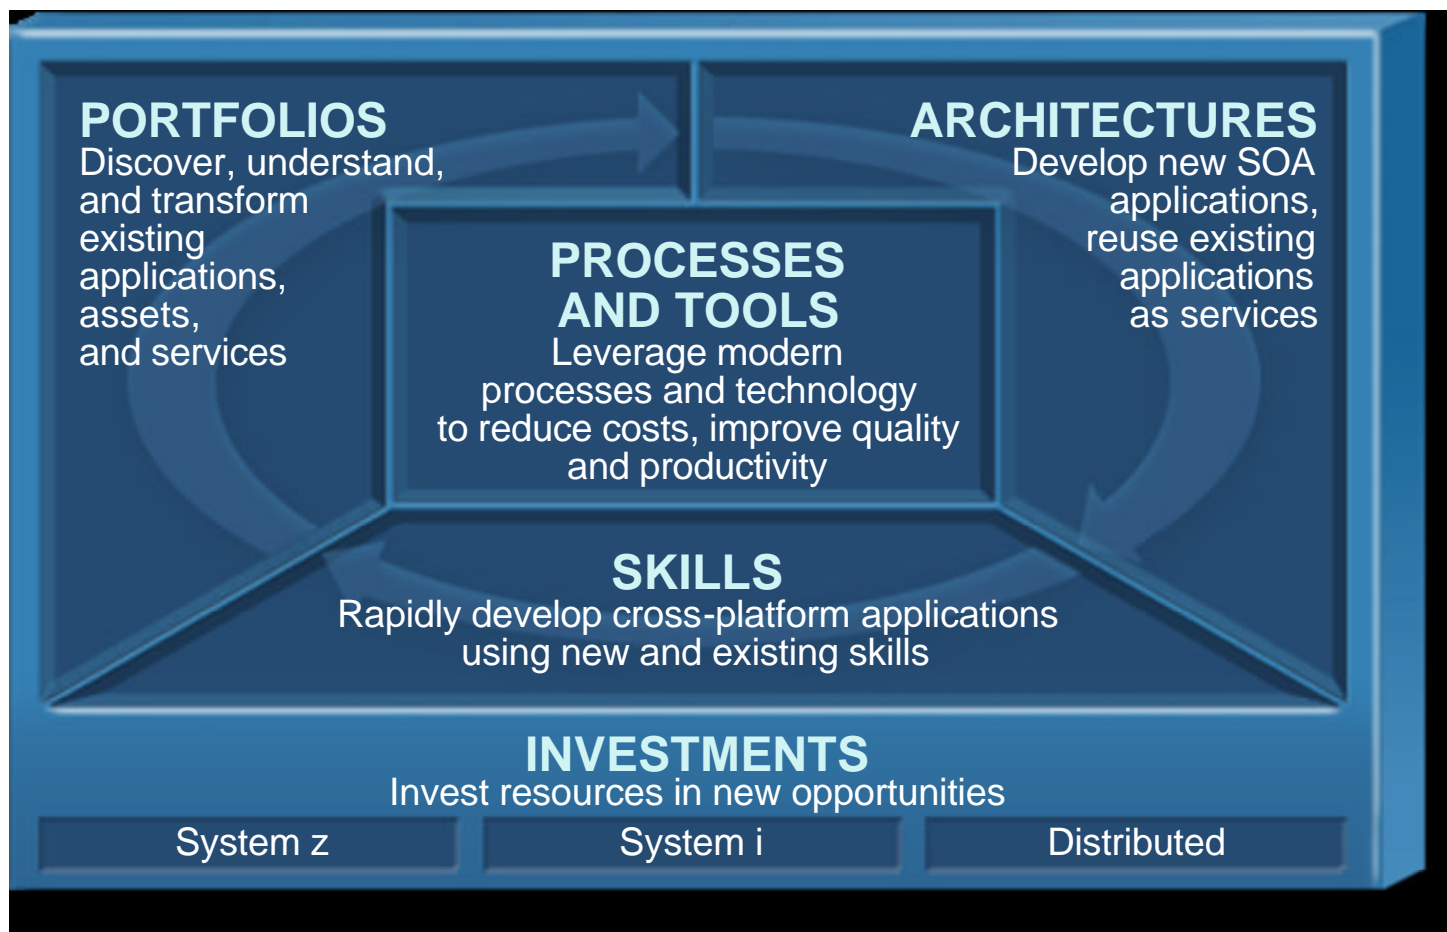 PORTFOLIOS
Discover, understand,
and transform
existing
applications,
assets,
and services
ARCHITECTURES
Develop new SOA
applications,
reuse existing
applications
as services
PROCESSES
AND TOOLS
Leverage modern
processes and technology
to reduce costs, improve quality
and productivity
SKILLS
Rapidly develop cross-platform applications
using new and existing skills
INVESTMENTS
Invest resources in new opportunities
System z
System i
Distributed